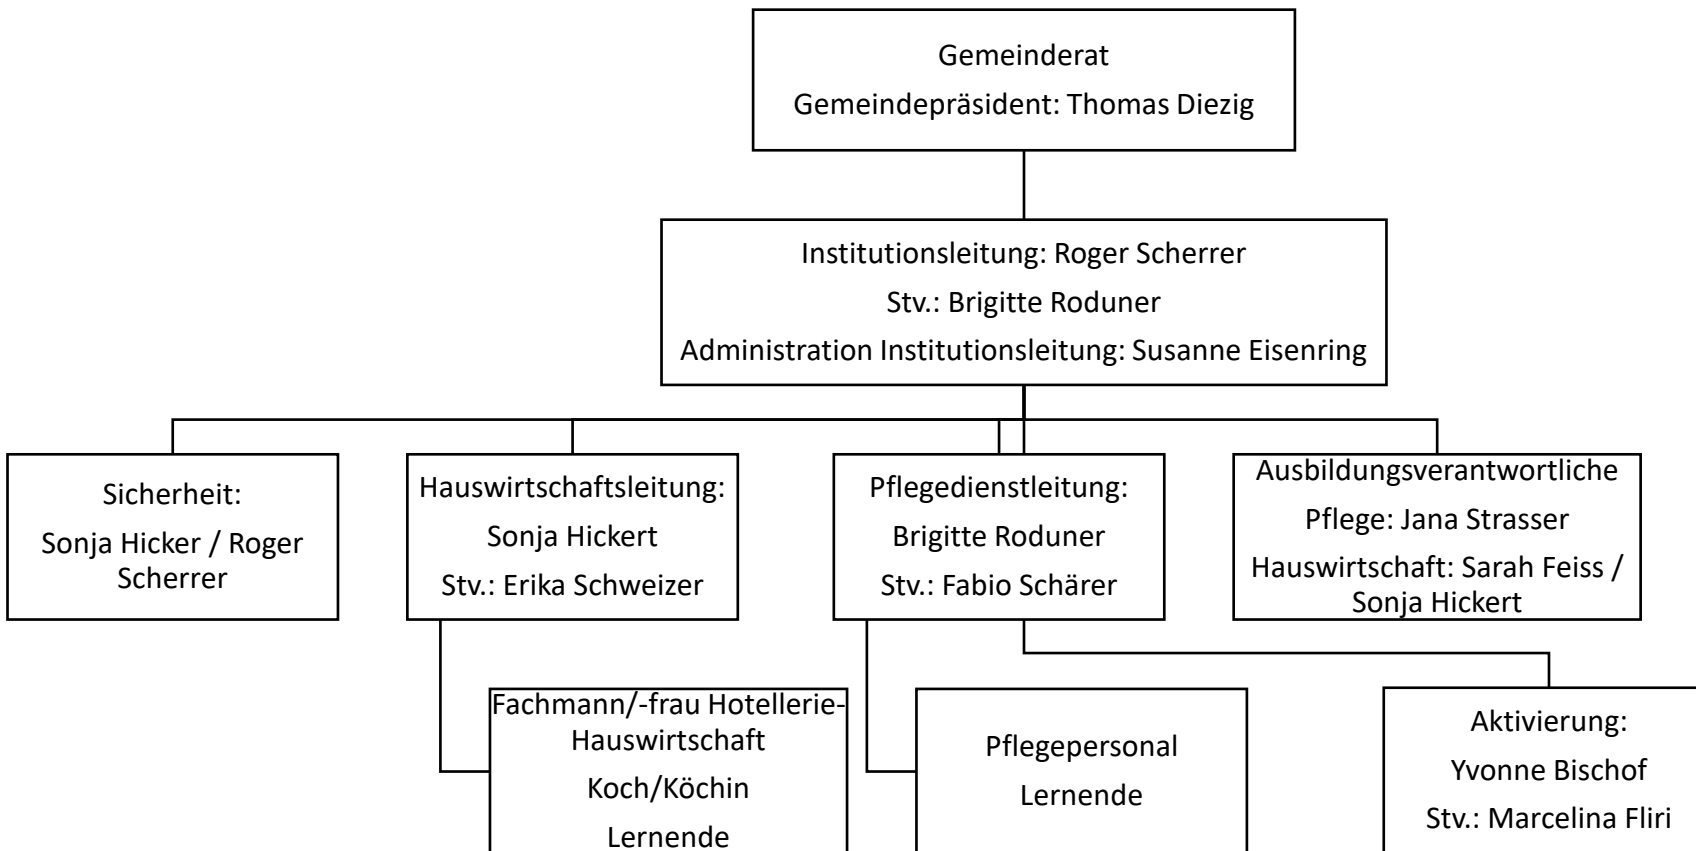 Gemeinderat
Gemeindepräsident: Thomas Diezig
Institutionsleitung: Roger Scherrer
Stv.: Brigitte Roduner
Administration Institutionsleitung: Susanne Eisenring
Sicherheit:
Sonja Hicker / Roger
Scherrer
Hauswirtschaftsleitung:
Sonja Hickert
Stv.: Erika Schweizer
Pflegedienstleitung:
Brigitte Roduner
Stv.: Fabio Schärer
Ausbildungsverantwortliche
Pflege: Jana Strasser
Hauswirtschaft: Sarah Feiss /
Sonja Hickert
Fachmann/-frau Hotellerie-
Hauswirtschaft
Koch/Köchin
Lernende
Pflegepersonal
Lernende
Aktivierung:
Yvonne Bischof
Stv.: Marcelina Fliri